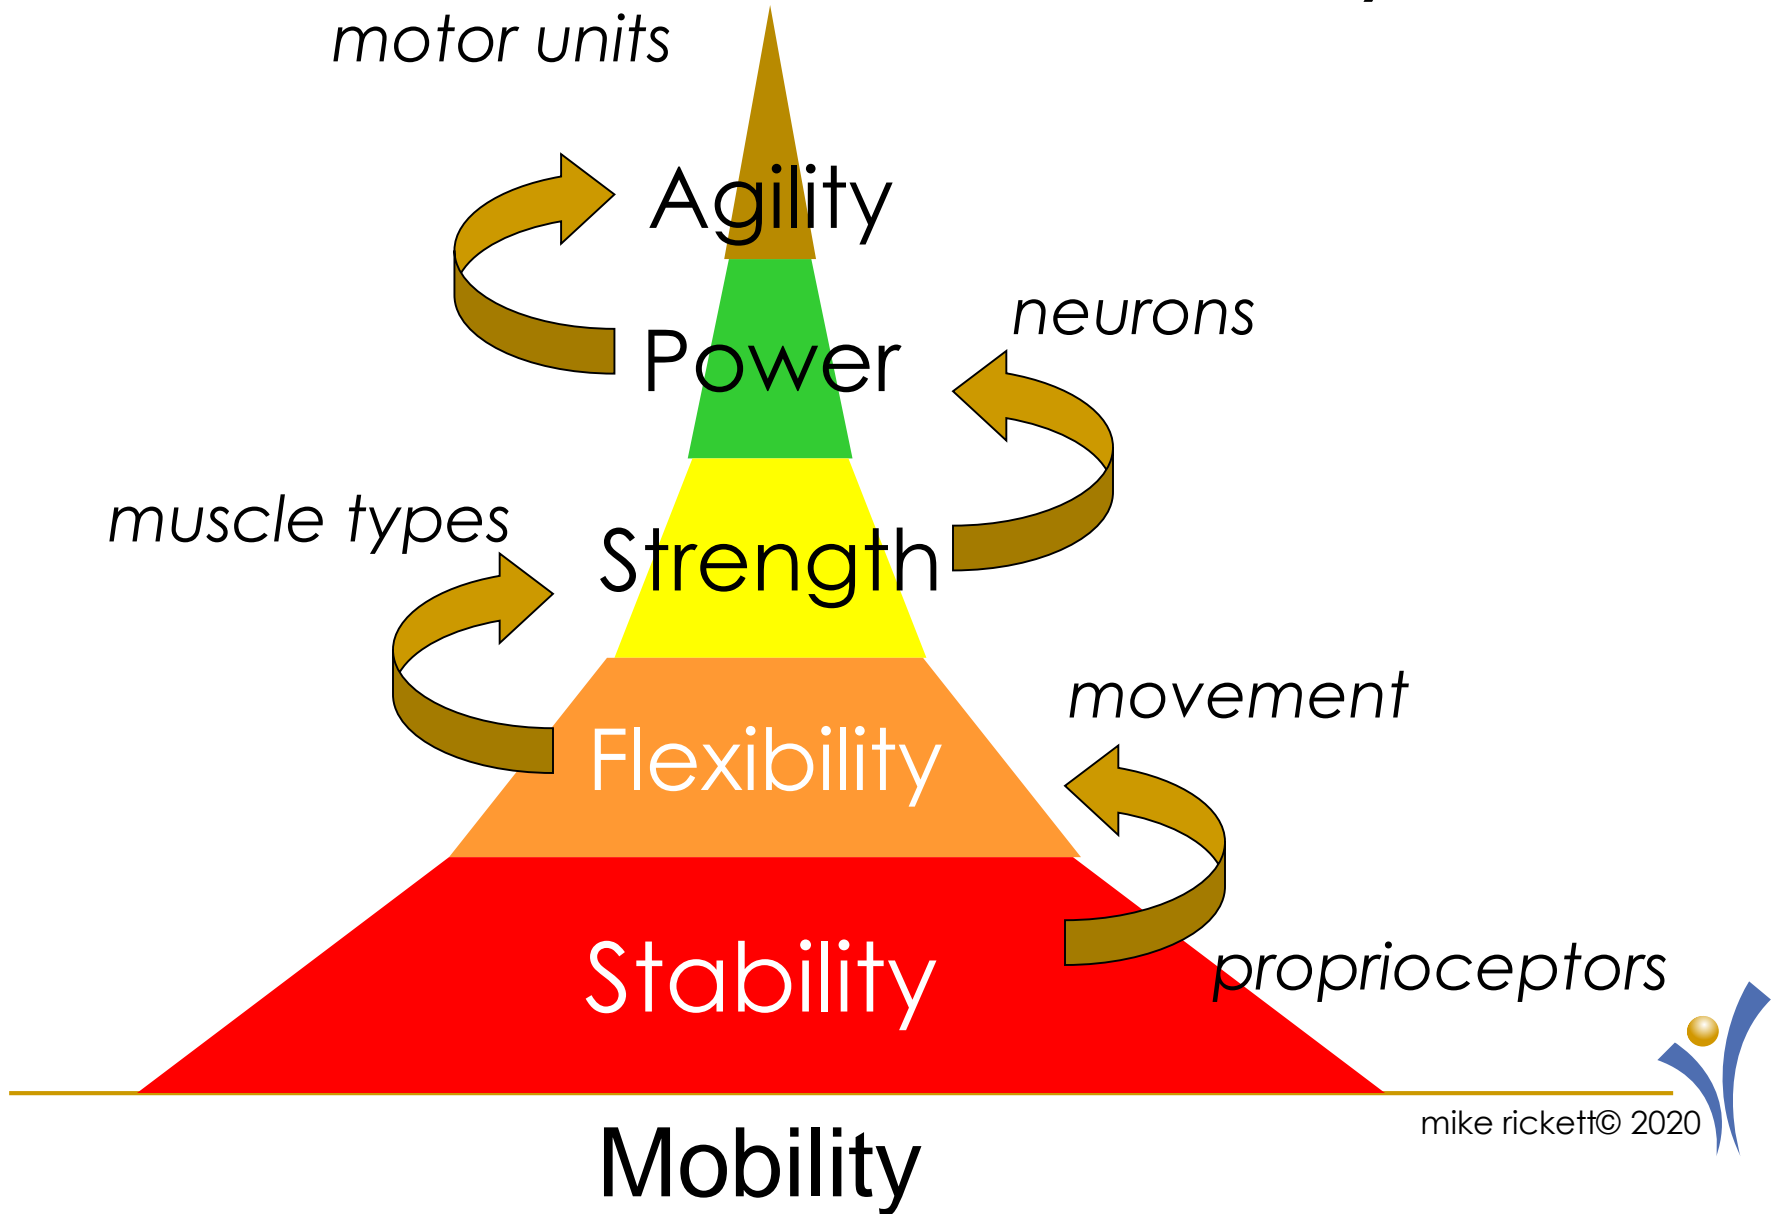 motor units
Agility
neurons
Power
muscle types
Strength
movement
Flexibility
proprioceptors
Stability
mike rickett© 2020
Mobility